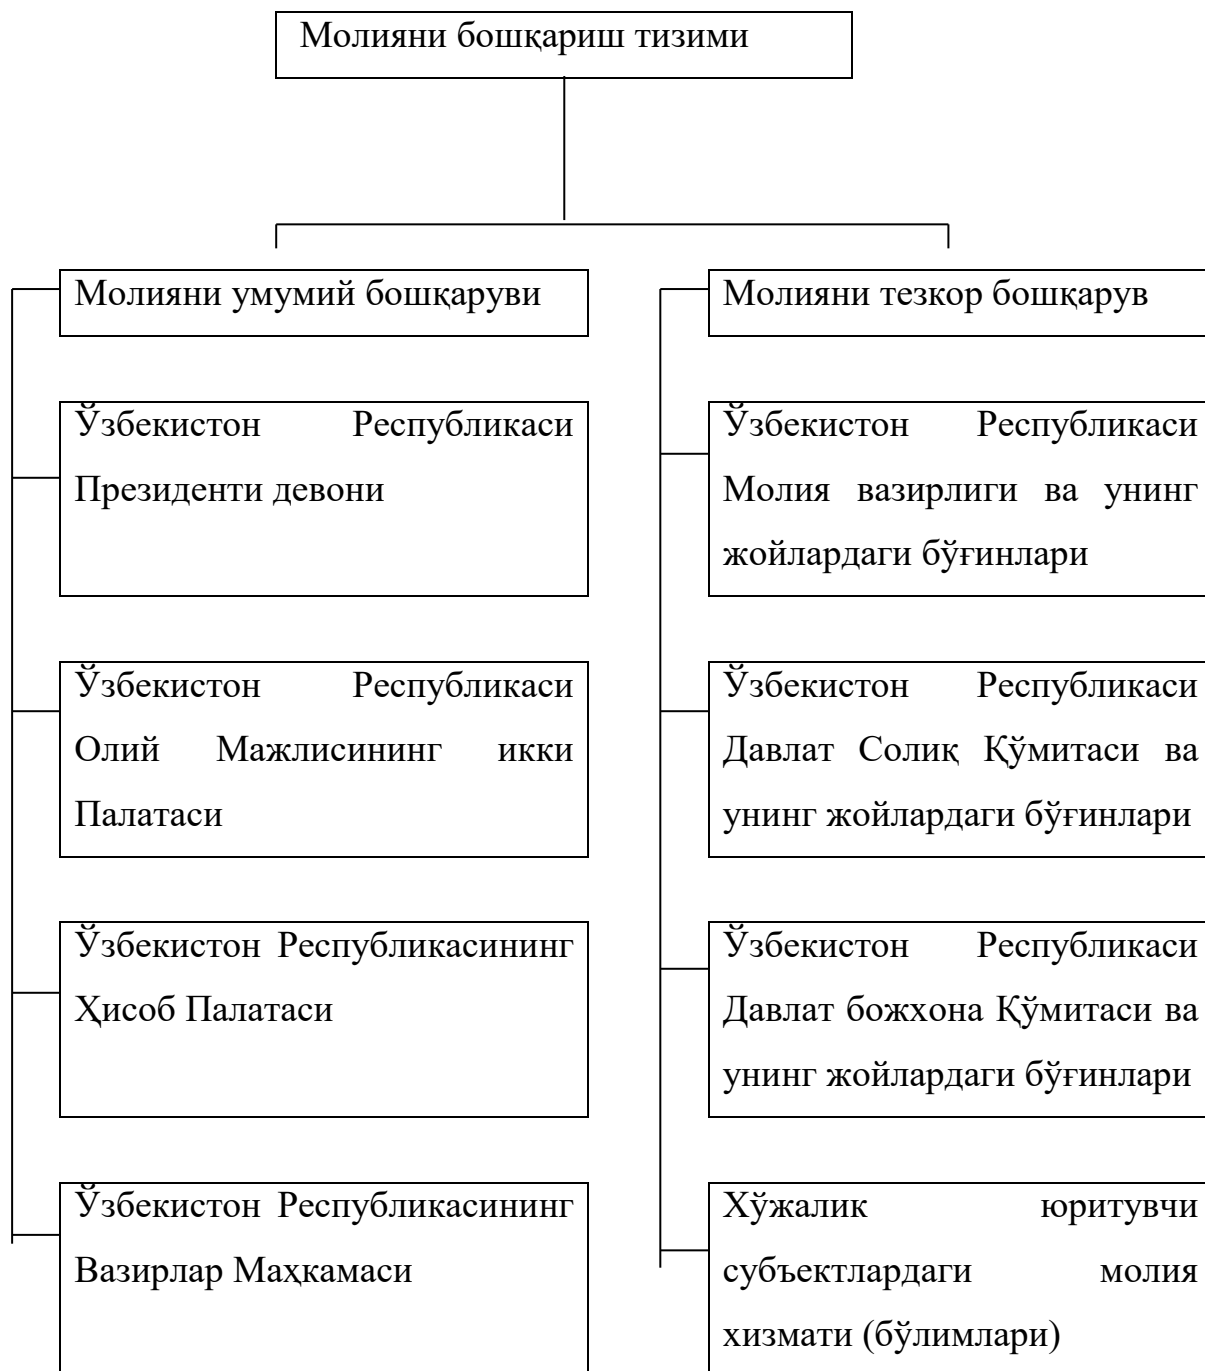 Молияни бошқариш тизими
Молияни умумий бошқаруви
Ўзбекистон Республикаси
Президенти девони
Ўзбекистон Республикаси
Олий Мажлисининг икки
Палатаси
Ўзбекистон Республикасининг
Ҳисоб Палатаси
Ўзбекистон Республикасининг
Вазирлар Маҳкамаси
Молияни тезкор бошқарув
Ўзбекистон Республикаси
Молия вазирлиги ва унинг
жойлардаги бўғинлари
Ўзбекистон Республикаси
Давлат Солиқ Қўмитаси ва
унинг жойлардаги бўғинлари
Ўзбекистон Республикаси
Давлат божхона Қўмитаси ва
унинг жойлардаги бўғинлари
Хўжалик юритувчи
субъектлардаги молия
хизмати (бўлимлари)